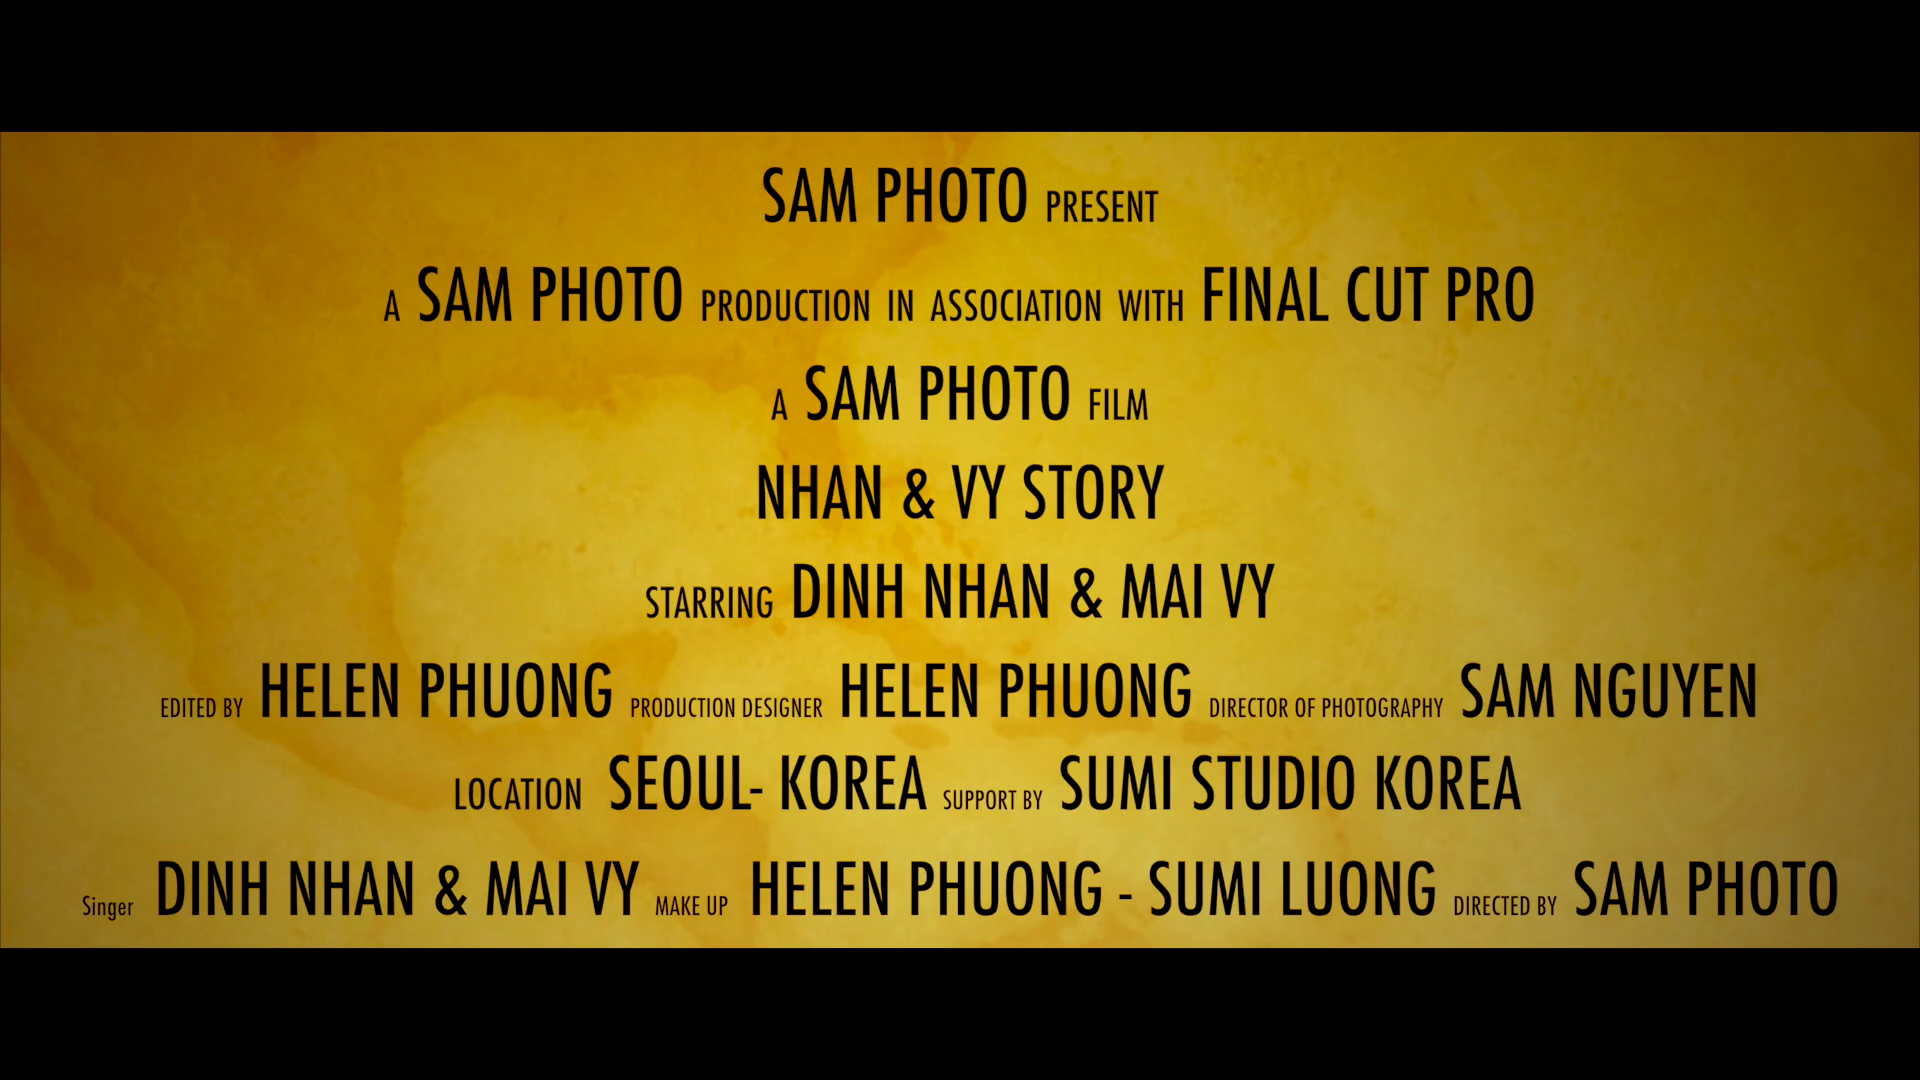 SAM PHOTO PRESENT
A SAM PHOTO PRODUCTION IN ASSOCIATION WITH FINAL CUT PRO
A SAM PHOTO FILM
NHAN & VY STORY
STARRING DINH NHAN & MAI VY
EDITED BY HELEN PHUONG PRODUCTION DESIGNER HELEN PHUONG DIRECTOR OF PHOTOGRAPHY SAM NGUYEN
LOCATION SEOUL- KOREA SUPPORT BY SUMI STUDIO KOREA
Singer DINH NHAN & MAI VY MAKE UP HELEN PHUONG - SUMI LUONG DIRECTED BY SAM PHOTO